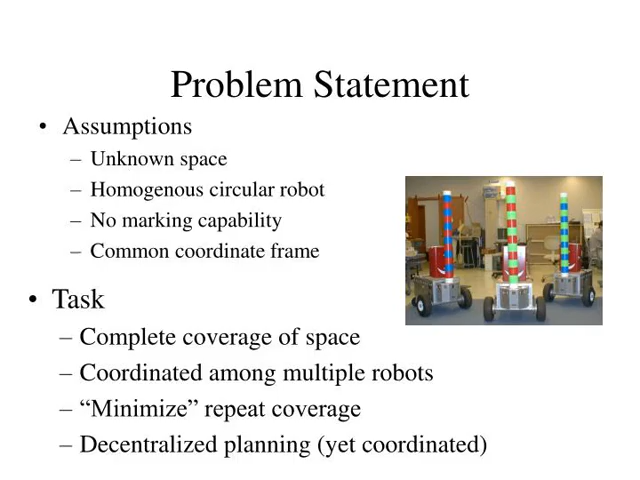 Problem Statement
• Assumptions
– Unknown space
– Homogenous circular robot
– No marking capability
– Common coordinate frame
• Task
– Complete coverage of space
– Coordinated among multiple robots
– “Minimize” repeat coverage
– Decentralized planning (yet coordinated)